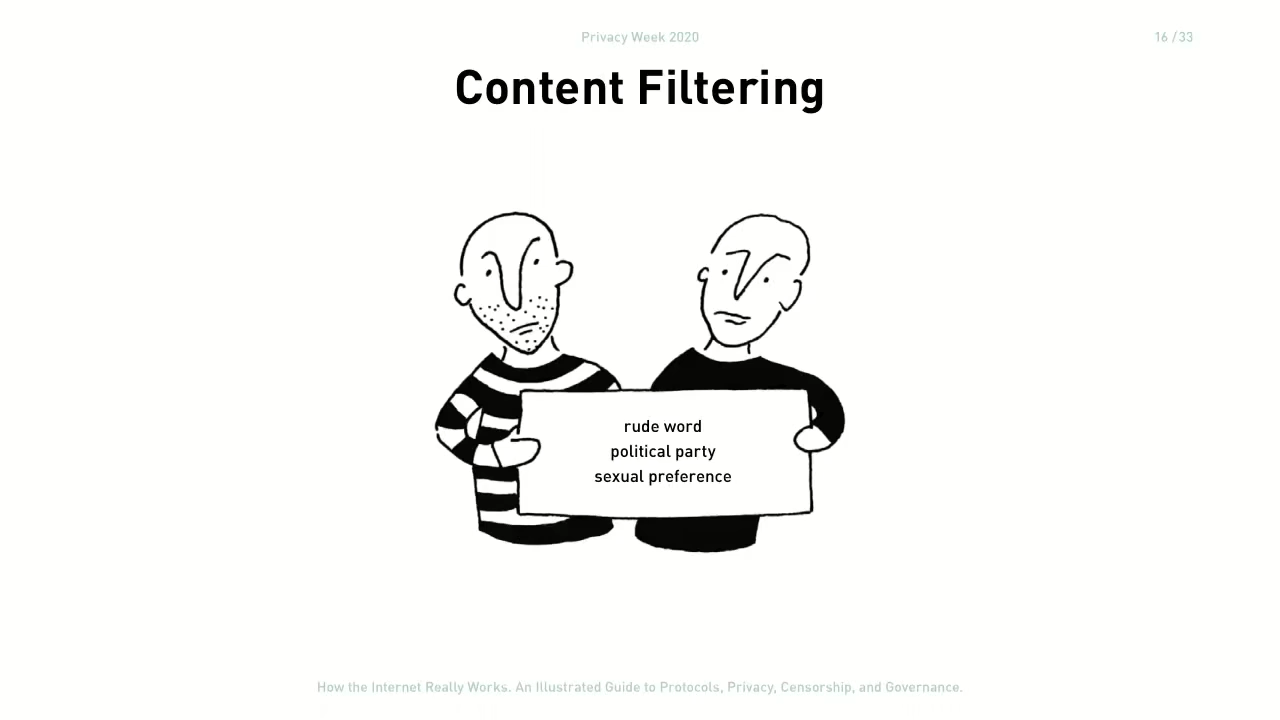 Privacy Week 2020
16 /33
Content Filtering
rude word
political party
sexual preference
How the Internet Really Works. An Illustrated Guide to Protocols, Privacy, Censorship, and Governance.